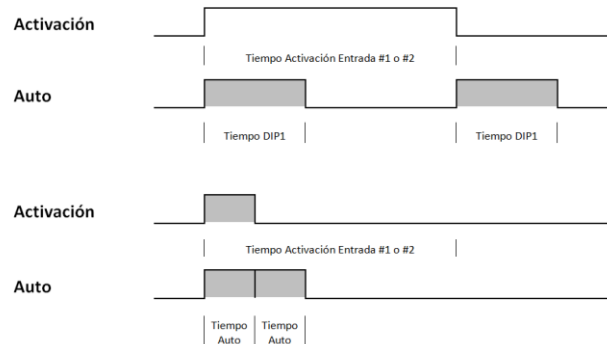 Activación
Tiempo Activación Entrada #1 o #2
Auto
Tiempo DIP1
Tiempo DIP1
Activación
Tiempo Activación Entrada #1 o #2
Auto
Tiempo Tiempo
Auto Auto